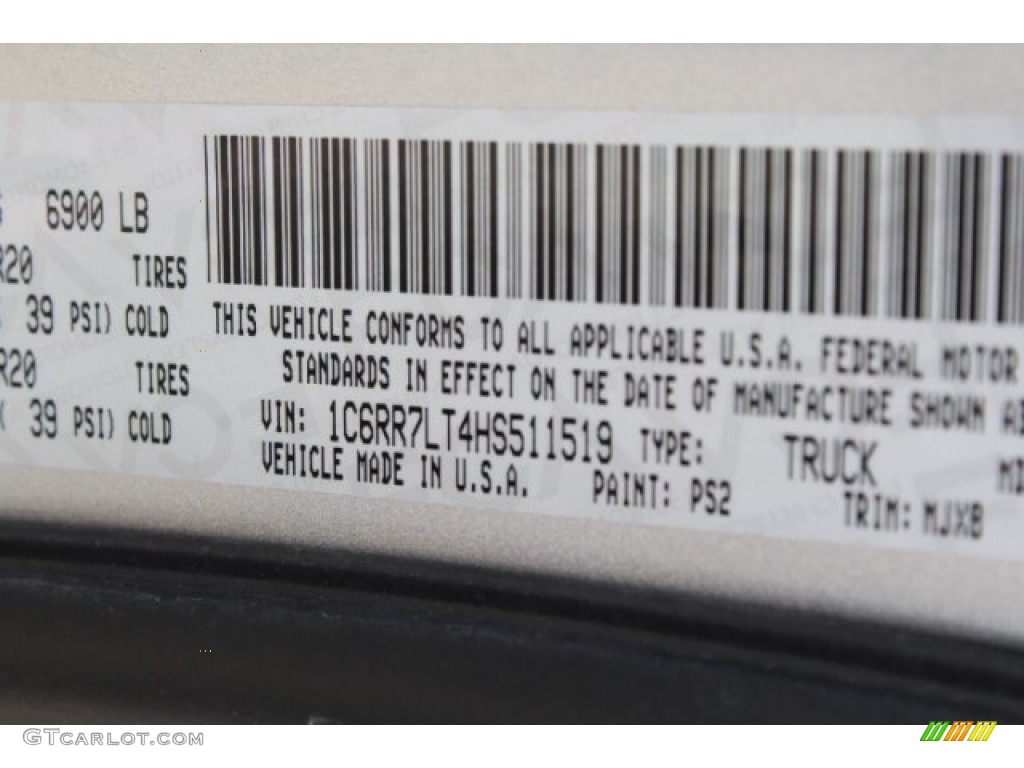 6900 LB
R20 TIRES
39 PSI) COLD
R20 TIRES
39 PSI) COLD
THIS VEHICLE CONFORMS TO ALL APPLICABLE U.S.A. FEDERAL MOTOR
STANDARDS IN EFFECT ON THE DATE OF MANUFACTURE SHOWN
VIN: 1C6RR7LT4HS511519 TYPE: TRUCK
VEHICLE MADE IN U.S.A. PAINT: PS2 TRIM: MJX8
GTCARLOT.COM